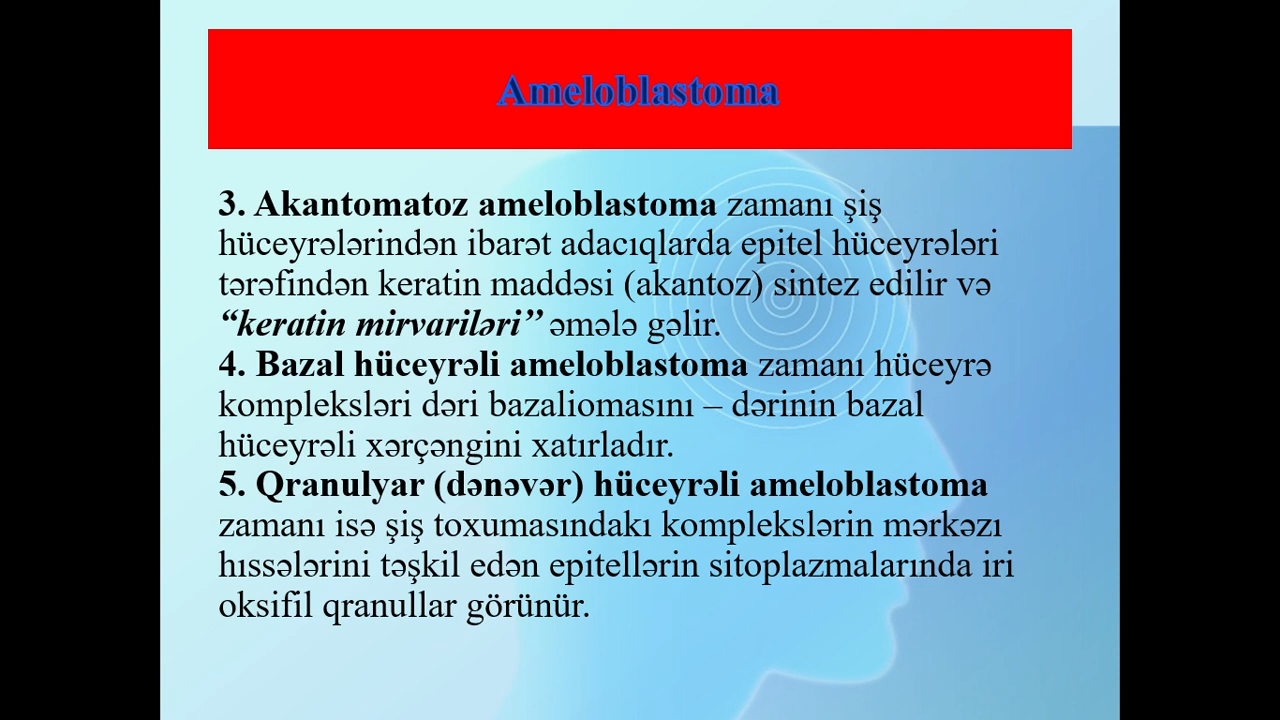 Ameloblastoma
3. Akantomatoz ameloblastoma zamanı şiş
hüceyrələrindən ibarət adacıqlarda epitel hüceyrələri
tərəfindən keratin maddəsi (akantoz) sintez edilir və
“keratin mirvariləri” əmələ gəlir.
4. Bazal hüceyrəli ameloblastoma zamanı hüceyrə
kompleksləri dəri bazaliomasını – dərinin bazal
hüceyrəli xərçəngini xatırladır.
5. Qranulyar (dənəvər) hüceyrəli ameloblastoma
zamanı isə şiş toxumasındakı komplekslərin mərkəzı
hıssələrini təşkil edən epitellərin sitoplazmalarında iri
oksifil qranullar görünür.